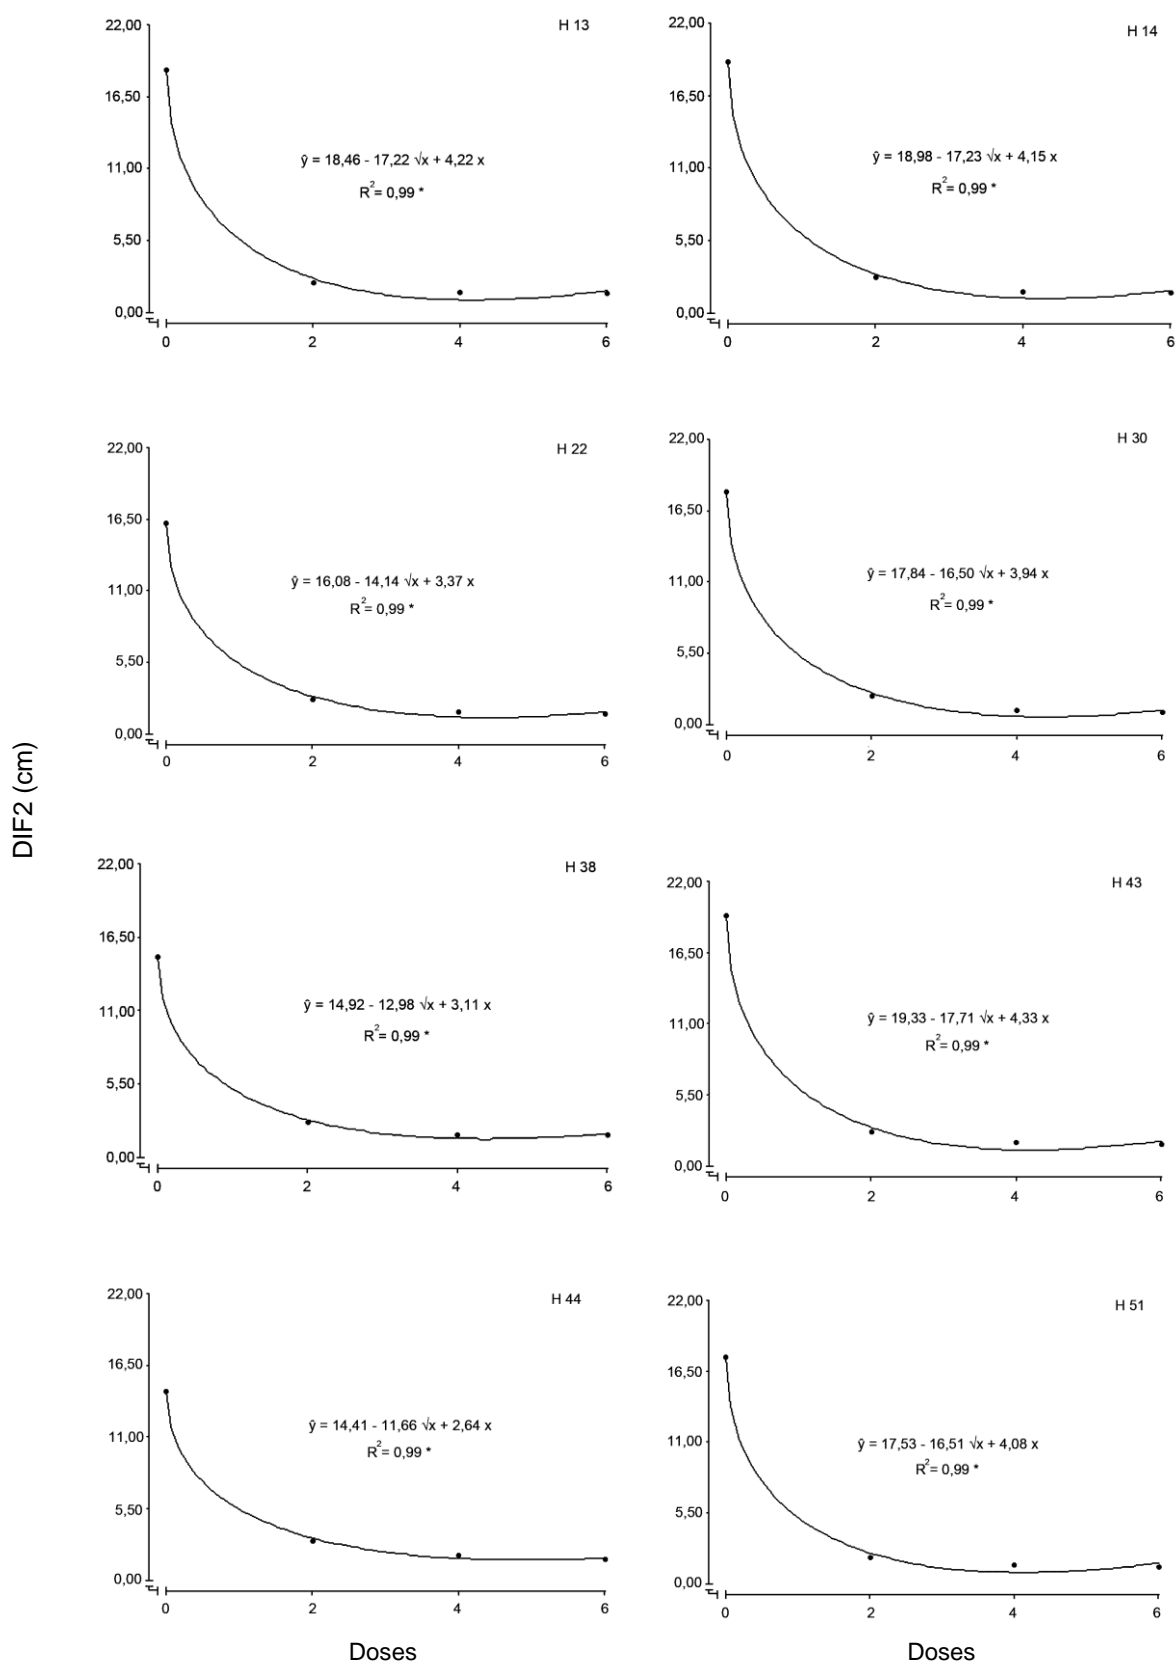 H 13
22,00
16,50
11,00
5,50
0,00
ŷ = 18,46 - 17,22 √x + 4,22 x
R²= 0,99 *
0 2 4 6
H 14
22,00
16,50
11,00
5,50
0,00
ŷ = 18,98 - 17,23 √x + 4,15 x
R²= 0,99 *
0 2 4 6
H 22
22,00
16,50
11,00
5,50
0,00
ŷ = 16,08 - 14,14 √x + 3,37 x
R²= 0,99 *
0 2 4 6
H 30
22,00
16,50
11,00
5,50
0,00
ŷ = 17,84 - 16,50 √x + 3,94 x
R²= 0,99 *
0 2 4 6
DIF2 (cm)
H 38
22,00
16,50
11,00
5,50
0,00
ŷ = 14,92 - 12,98 √x + 3,11 x
R²= 0,99 *
0 2 4 6
H 43
22,00
16,50
11,00
5,50
0,00
ŷ = 19,33 - 17,71 √x + 4,33 x
R²= 0,99 *
0 2 4 6
H 44
22,00
16,50
11,00
5,50
0,00
ŷ = 14,41 - 11,66 √x + 2,64 x
R²= 0,99 *
0 2 4 6
Doses
H 51
22,00
16,50
11,00
5,50
0,00
ŷ = 17,53 - 16,51 √x + 4,08 x
R²= 0,99 *
0 2 4 6
Doses